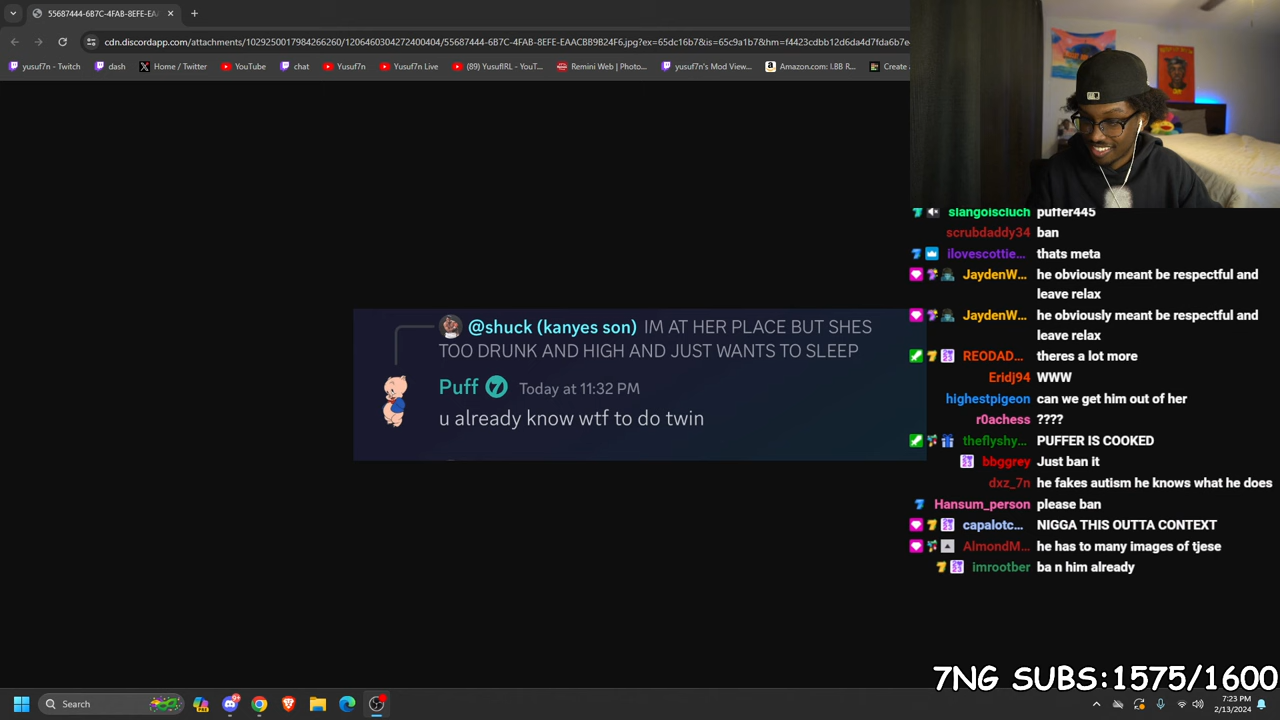 55687444-6B7C-4FAB-8EFE-EAA
cdn.discordapp.com/attachments/1029250017984266260/1206460304272400404/55687444-6B7C-4FAB-8EFE-EAACBB9B24F6.jpg?ex=65dc16b7&is=65c9a1b7&hm=f4423cdbb12d6da4d7fda6b7e
yusuf7n - Twitch
dash
Home / Twitter
YouTube
chat
Yusuf7n
Yusuf7n Live
(89) YusufIRL - YouT...
Remini Web | Photo...
yusuf7n's Mod View...
Amazon.com: LBB R...
Create
@shuck (kanyes son) IM AT HER PLACE BUT SHES
TOO DRUNK AND HIGH AND JUST WANTS TO SLEEP
Puff Today at 11:32 PM
u already know wtf to do twin
slangoiscluch puffer445
scrubdaddy34 ban
ilovescottie... thats meta
JaydenW... he obviously meant be respectful and
leave relax
JaydenW... he obviously meant be respectful and
leave relax
REODAD... theres a lot more
Eridj94 WWW
highestpigeon can we get him out of her
r0achess ????
theflyshy... PUFFER IS COOKED
bbggrey Just ban it
dxz_7n he fakes autism he knows what he does
Hansum_person please ban
capalotc... NIGGA THIS OUTTA CONTEXT
AlmondM... he has to many images of tjese
imrootber ba n him already
7NG SUBS:1575/1600
Search
7:23 PM
2/13/2024